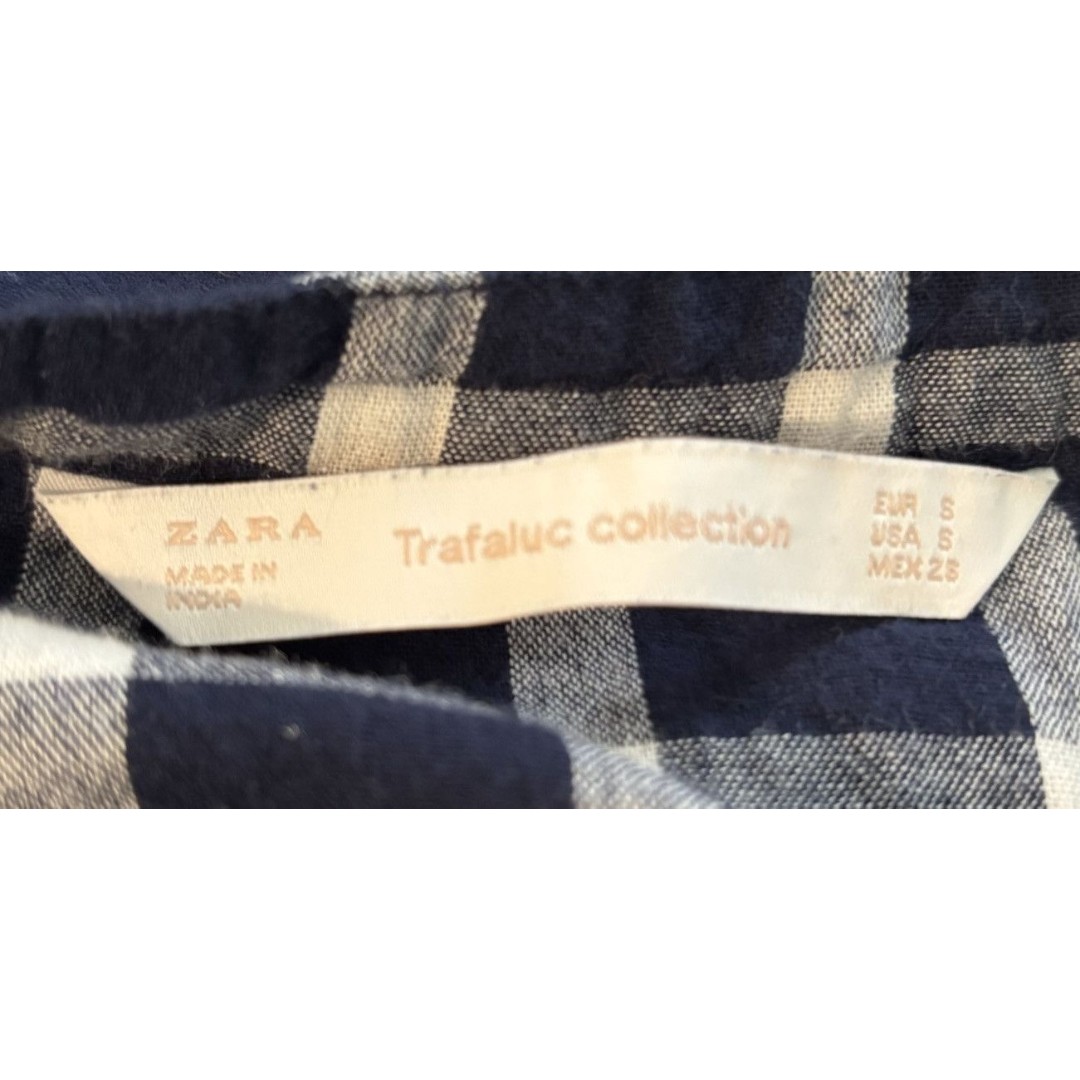 ZARA
MADE IN
INDIA
Trafaluc collection
EUR S
USA S
MEX 26